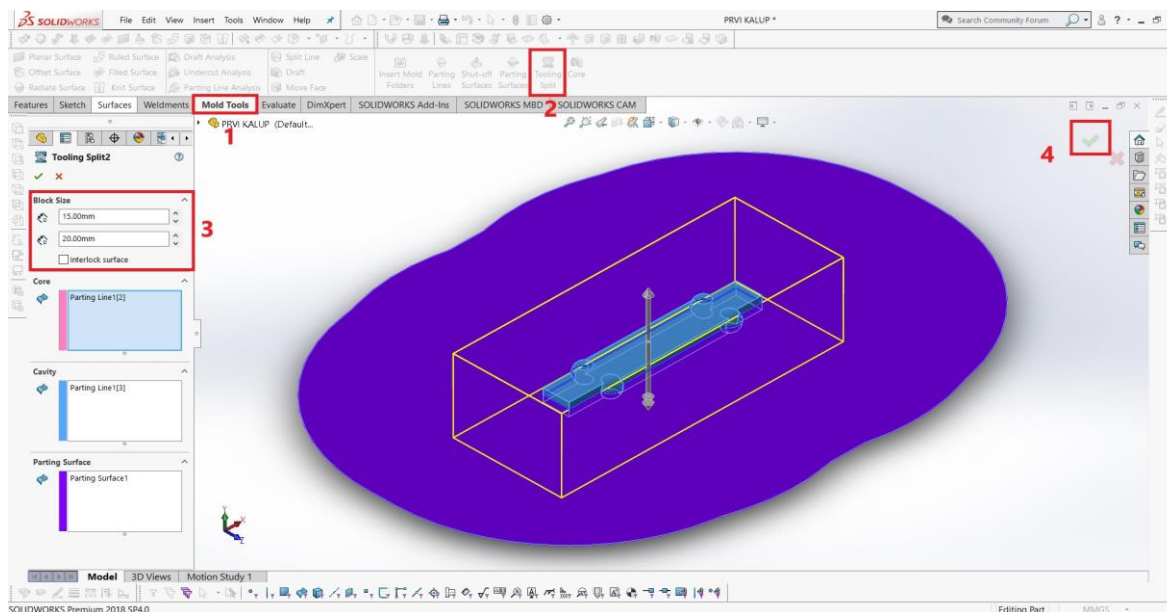 SOLIDWORKS File Edit View Insert Tools Window Help PRVI KALUP * Search Community Forum
Planar Surface Ruled Surface Draft Analysis Split Line Scale
Offset Surface Filled Surface Undercut Analysis Draft Insert Mold Parting Shut-off Parting Tooling Core
Radiate Surface Knit Surface Parting Line Analysis Move Face Folders Lines Surfaces Surfaces Split
Features Sketch Surfaces Weldments Mold Tools Evaluate DimXpert SOLIDWORKS Add-Ins SOLIDWORKS MBD SOLIDWORKS CAM
2
PRVI KALUP (Default...
1
4
Tooling Split2
Block Size
15.00mm
3
20.00mm
Interlock surface
Core
Parting Line1[2]
Cavity
Parting Line1[3]
Parting Surface
Parting Surface1
Y
X
Z
Model 3D Views Motion Study 1
SOLIDWORKS Premium 2018 SP4.0 Editing Part MMGS